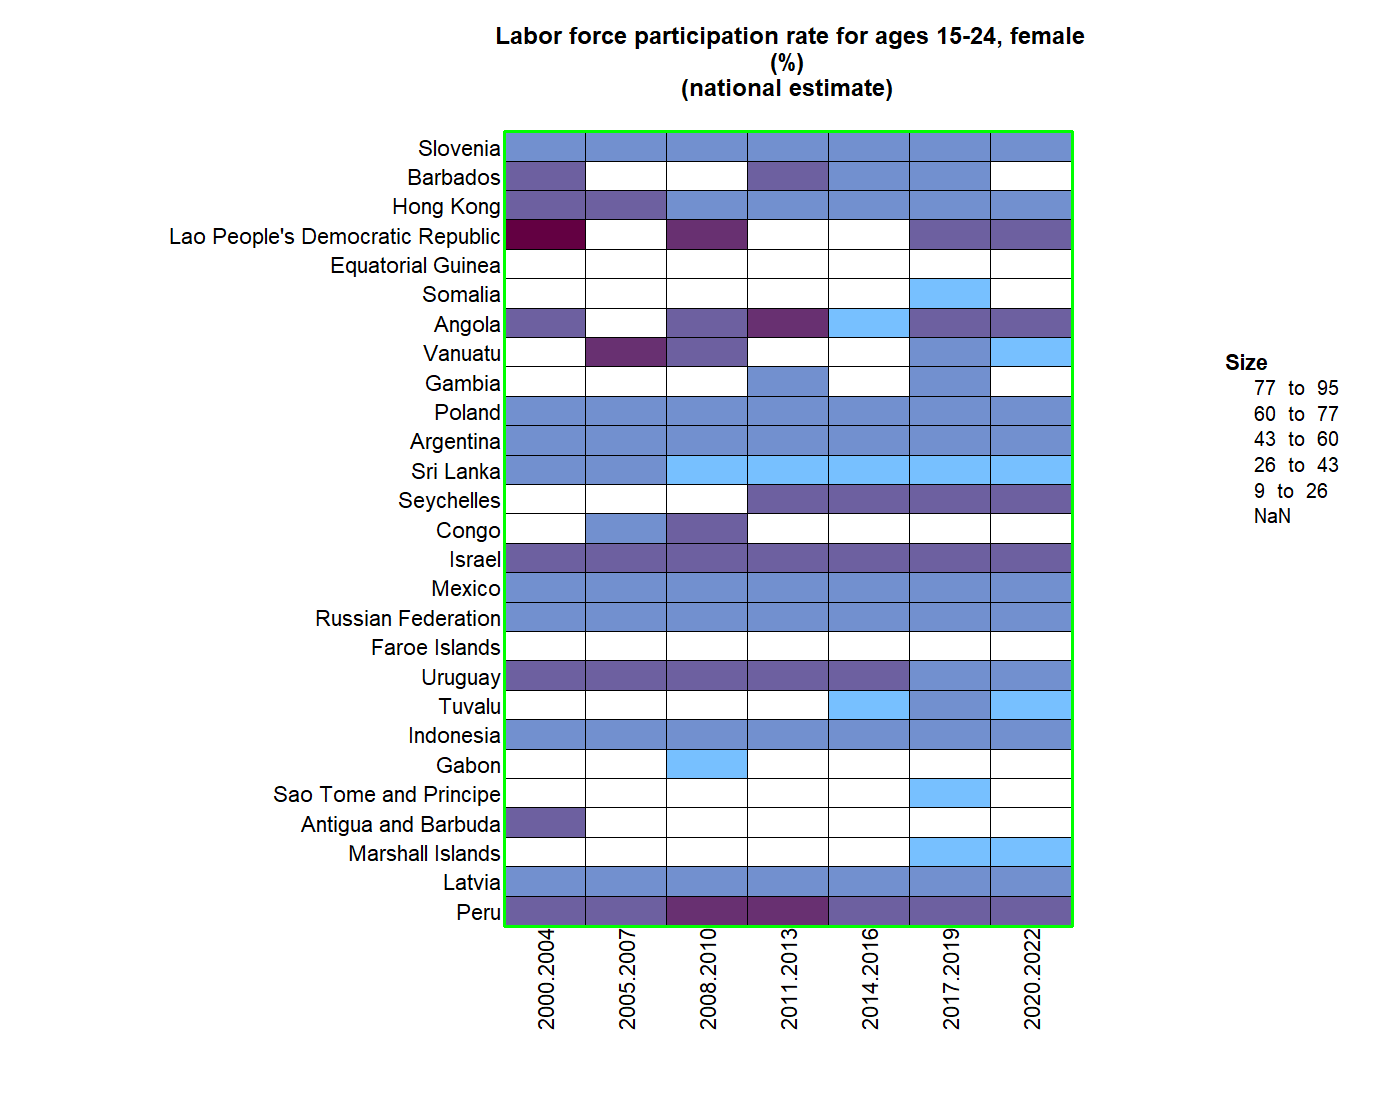 Labor force participation rate for ages 15-24, female
(%)
(national estimate)
Slovenia
Barbados
Hong Kong
Lao People's Democratic Republic
Equatorial Guinea
Somalia
Angola
Vanuatu
Gambia
Poland
Argentina
Sri Lanka
Seychelles
Congo
Israel
Mexico
Russian Federation
Faroe Islands
Uruguay
Tuvalu
Indonesia
Gabon
Sao Tome and Principe
Antigua and Barbuda
Marshall Islands
Latvia
Peru
2000.2004
2005.2007
2008.2010
2011.2013
2014.2016
2017.2019
2020.2022
Size
77 to 95
60 to 77
43 to 60
26 to 43
9 to 26
NaN